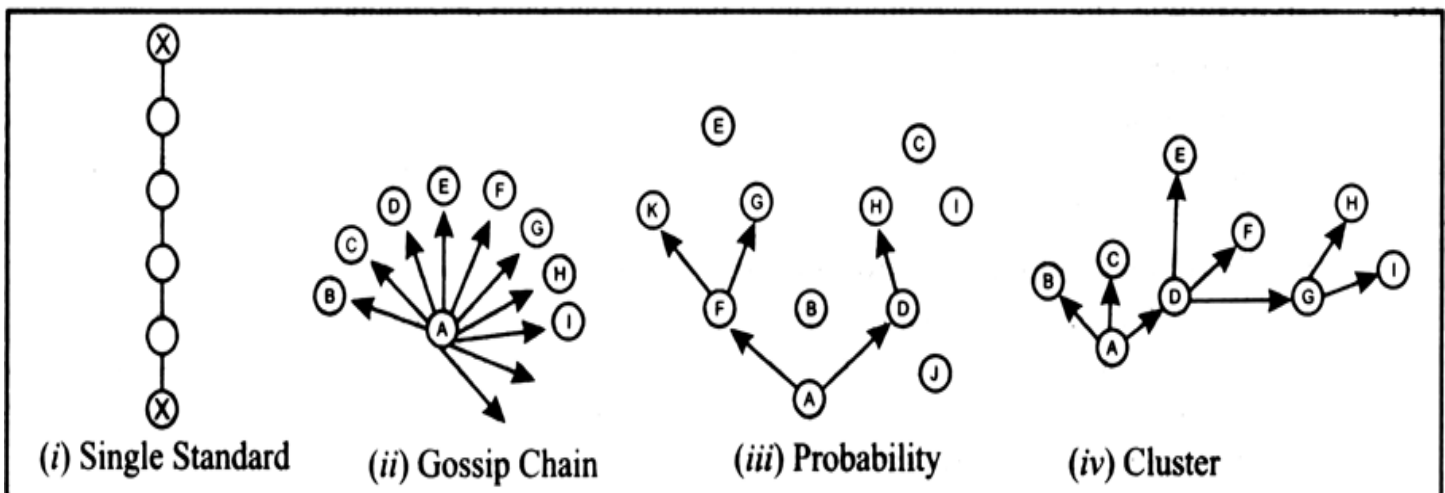 X
X
(i) Single Standard
E
D
F
C
G
B
H
A
I
(ii) Gossip Chain
E
C
K
G
H
I
F
B
D
J
A
(iii) Probability
E
H
F
C
I
B
D
G
A
(iv) Cluster